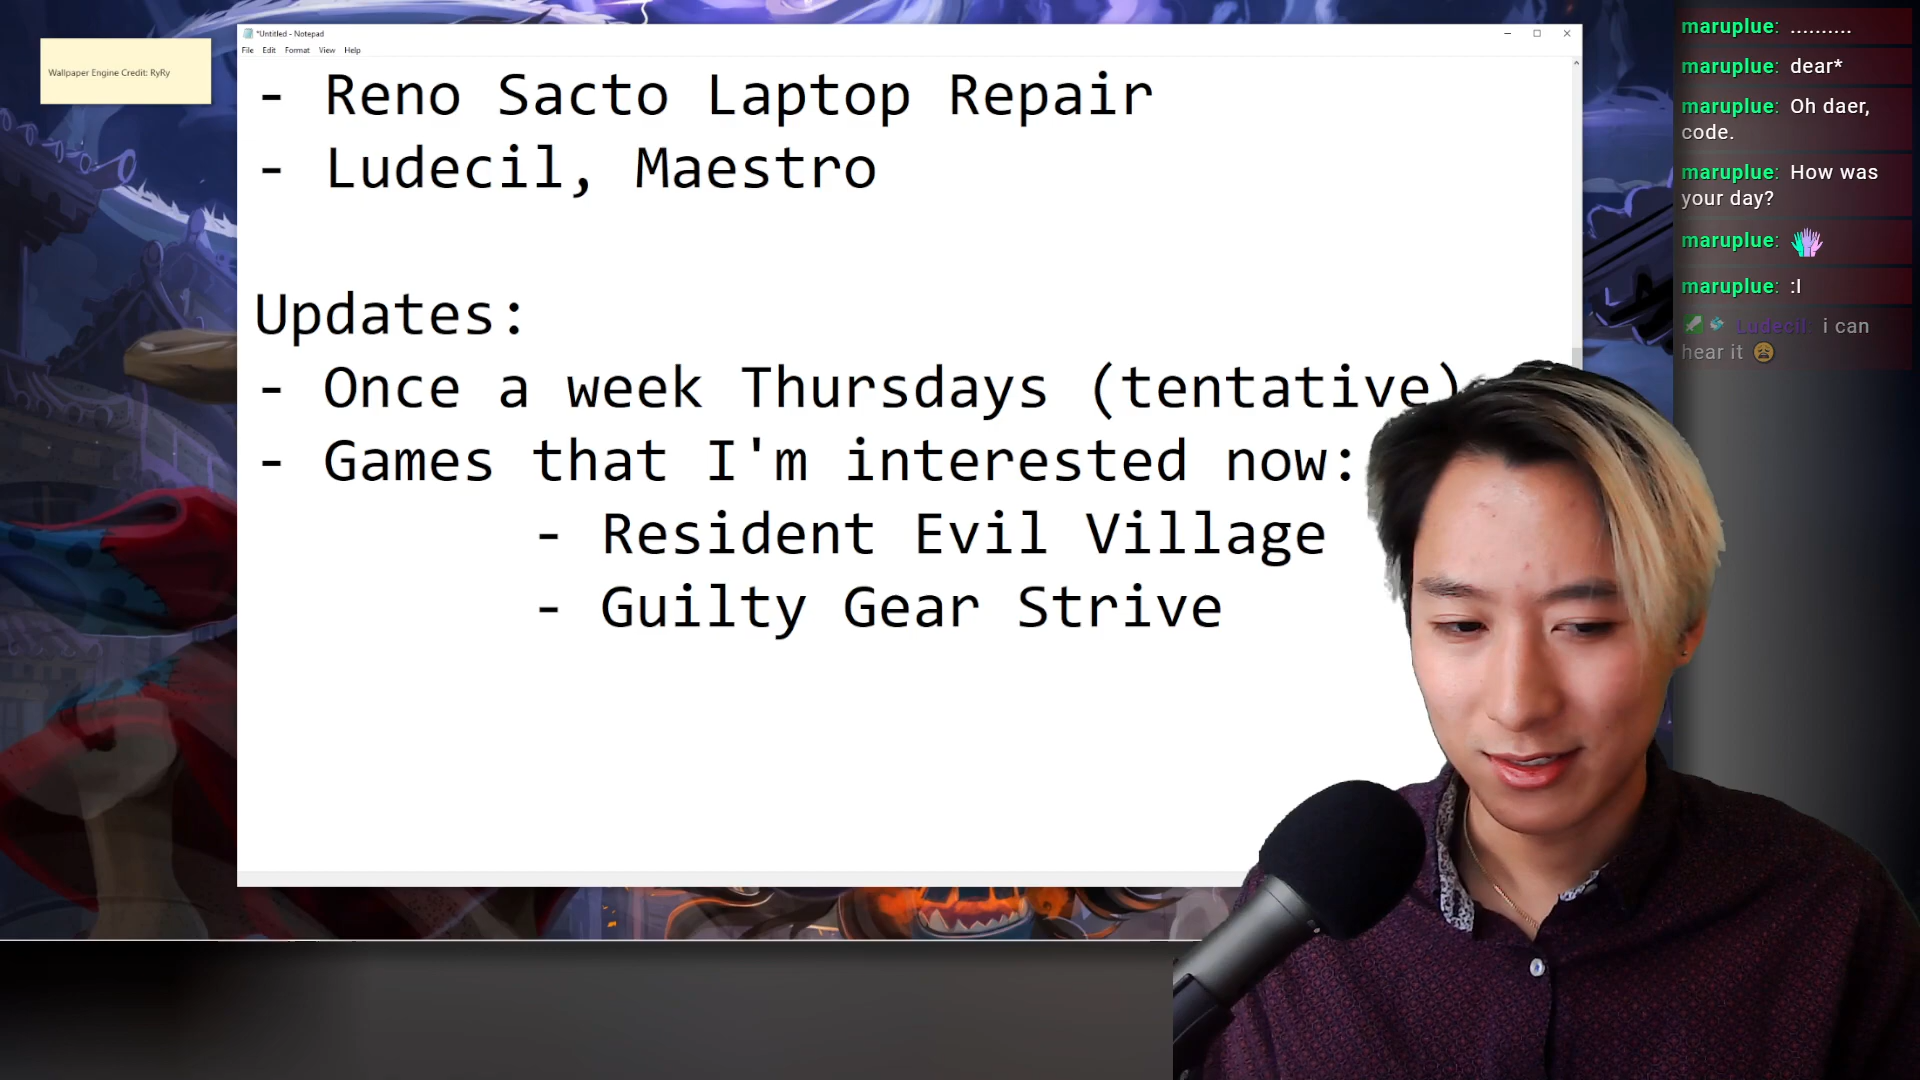 *Untitled - Notepad
File Edit Format View Help
Wallpaper Engine Credit: RyRy
- Reno Sacto Laptop Repair
- Ludecil, Maestro
Updates:
- Once a week Thursdays (tentative)
- Games that I'm interested now:
- Resident Evil Village
- Guilty Gear Strive
maruplue: ..........
maruplue: dear*
maruplue: Oh daer,
code.
maruplue: How was
your day?
maruplue:
maruplue: :I
Ludecil: i can
hear it